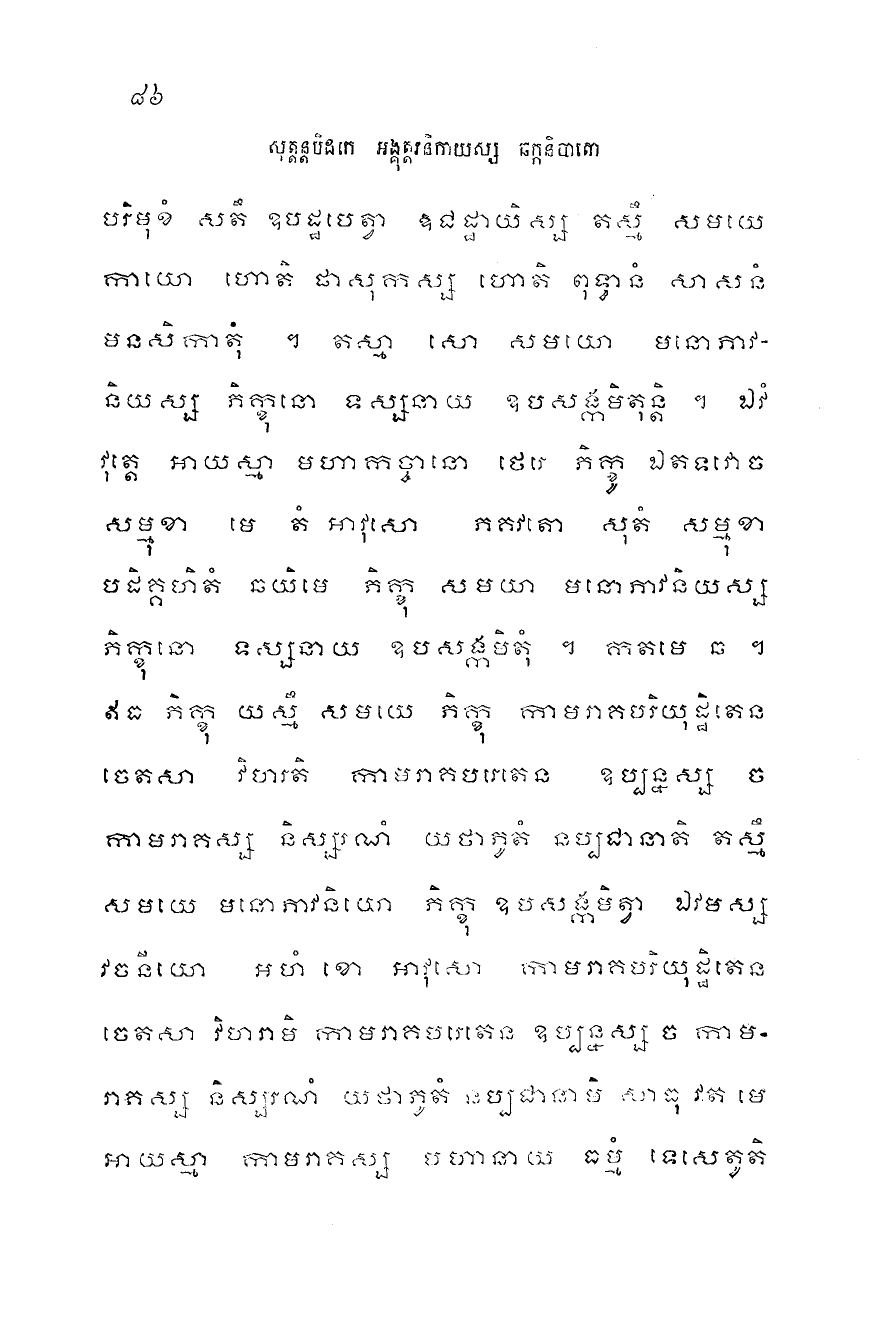 ៨៦
សុត្តន្តបិដកេ អង្គុត្តរនិកាយស្ស ឆក្កនិបាតោ
បរិមុខំ សតឹ ឧបដ្ឋបេត្វា ឧជដ្ឋាយិស្ស តស្មឹ សមយេ
កាយោ ហោតិ ផាសុកស្ស ហោតិ ពុទ្ធានំ សាសនំ
មនសិកាតុំ ។ តស្មា សោ សមយោ មនោភាវ-
និយស្ស ភិក្ខុនោ ទស្សនាយ ឧបសង្កមិតុន្តិ ។ ឯវំ
វុត្តេ អាយស្មា មហាកច្ចានោ ថេរេ ភិក្ខូ ឯតទវោច
សម្មុខា មេ តំ អាវុសោ ភគវតោ សុតំ សម្មុខា
បដិគ្គហិតំ ឆយិមេ ភិក្ខុ សមយា មនោភាវនិយស្ស
ភិក្ខុនោ ទស្សនាយ ឧបសង្កមិតុំ ។ កតមេ ឆ ។
ឥធ ភិក្ខុ យស្មឹ សមយេ ភិក្ខុ កាមរាគបរិយុដ្ឋិតេន
ចេតសា វិហរតិ កាមរាគបរេតេន ឧប្បន្នស្ស ច
កាមរាគស្ស និស្សរណំ យថាភូតំ នប្បជានាតិ តស្មឹ
សមយេ មនោភាវនិយោ ភិក្ខុ ឧបសង្កមិត្វា ឯវមស្ស
វចនីយោ អហំ ខោ អាវុសោ កាមរាគបរិយុដ្ឋិតេន
ចេតសា វិហរាមិ កាមរាគបរេតេន ឧប្បន្នស្ស ច កាម-
រាគស្ស និស្សរណំ យថាភូតំ នប្បជានាមិ សាធុ វត មេ
អាយស្មា កាមរាគស្ស បហានាយ ធម្មំ ទេសេតូតិ